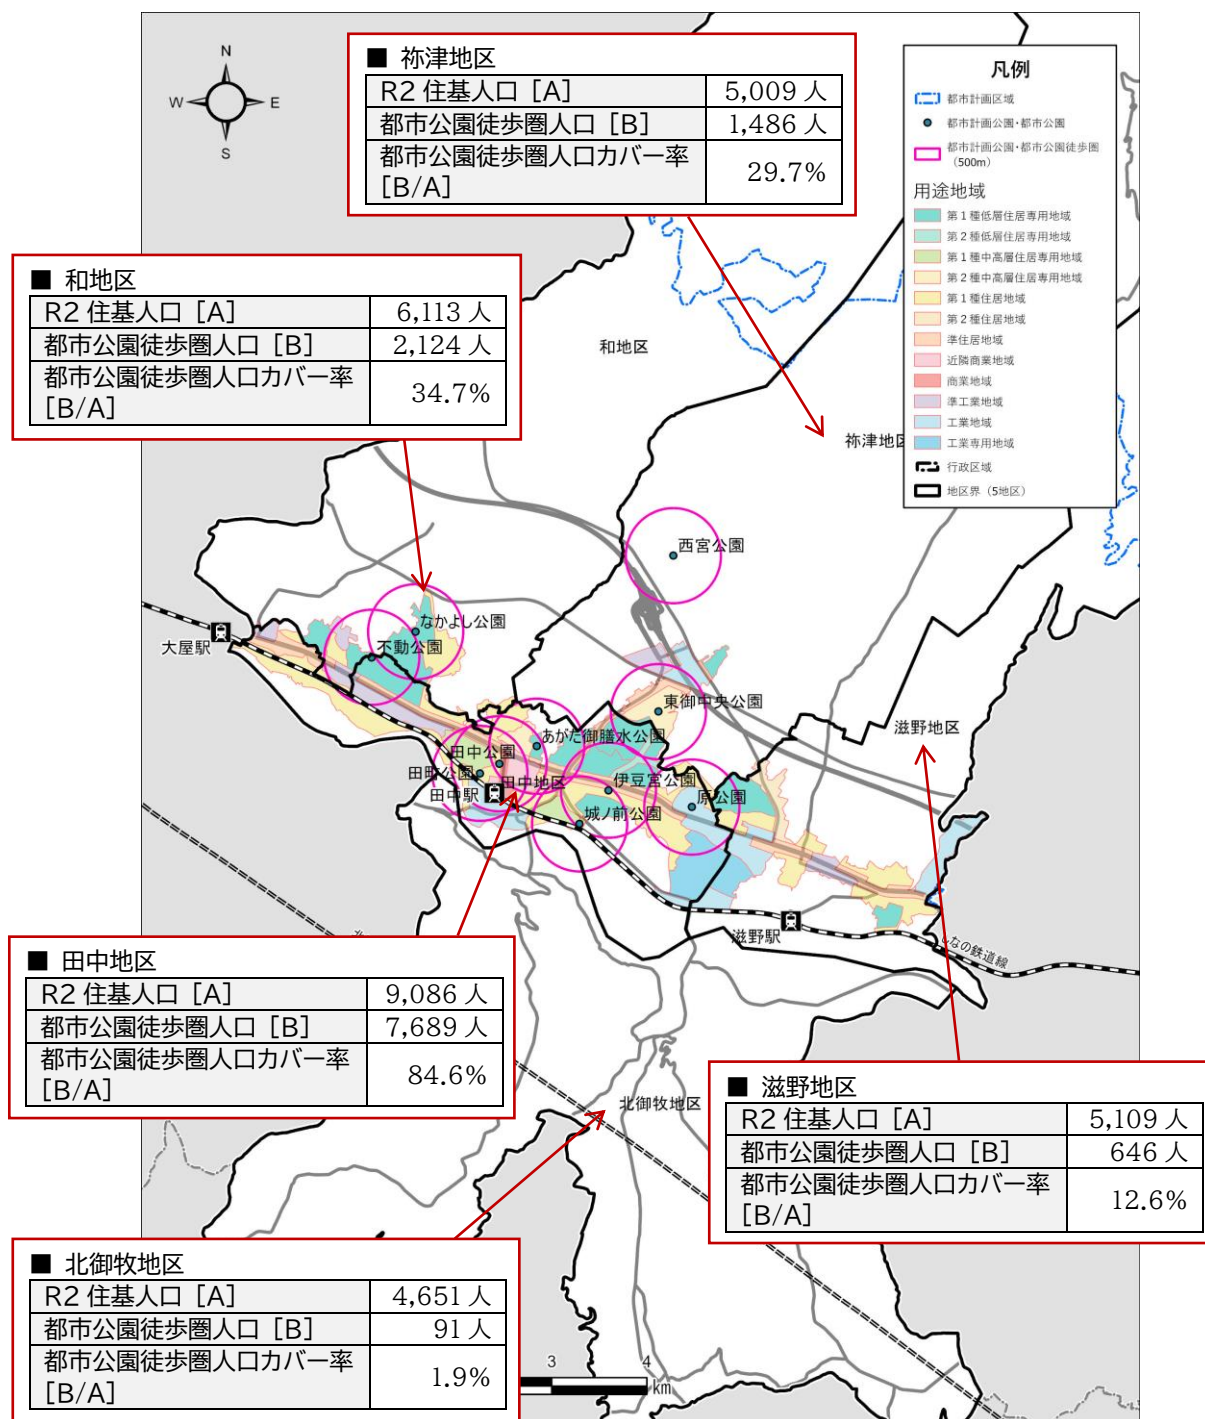 N
W
E
S
■ 祢津地区
R2 住基人口 [A] 5,009 人
都市公園徒歩圏人口 [B] 1,486 人
都市公園徒歩圏人口カバー率
[B/A] 29.7%
凡例
都市計画区域
都市計画公園・都市公園
都市計画公園・都市公園徒歩圏
(500m)
用途地域
第1種低層住居専用地域
第2種低層住居専用地域
第1種中高層住居専用地域
第2種中高層住居専用地域
第1種住居地域
第2種住居地域
準住居地域
近隣商業地域
商業地域
準工業地域
工業地域
工業専用地域
行政区域
地区界 (5地区)
■ 和地区
R2 住基人口 [A] 6,113 人
都市公園徒歩圏人口 [B] 2,124 人
都市公園徒歩圏人口カバー率
[B/A] 34.7%
和地区
祢津地区
西宮公園
なかよし公園
不動公園
大屋駅
東御中央公園
滋野地区
あがた御膳水公園
田中公園
田町公園
田中地区
田中駅
伊豆宮公園
原公園
城ノ前公園
滋野駅
しなの鉄道線
北
■ 田中地区
R2 住基人口 [A] 9,086 人
都市公園徒歩圏人口 [B] 7,689 人
都市公園徒歩圏人口カバー率
[B/A] 84.6%
北御牧地区
■ 滋野地区
R2 住基人口 [A] 5,109 人
都市公園徒歩圏人口 [B] 646 人
都市公園徒歩圏人口カバー率
[B/A] 12.6%
■ 北御牧地区
R2 住基人口 [A] 4,651 人
都市公園徒歩圏人口 [B] 91 人
都市公園徒歩圏人口カバー率
[B/A] 1.9%
3 4
km